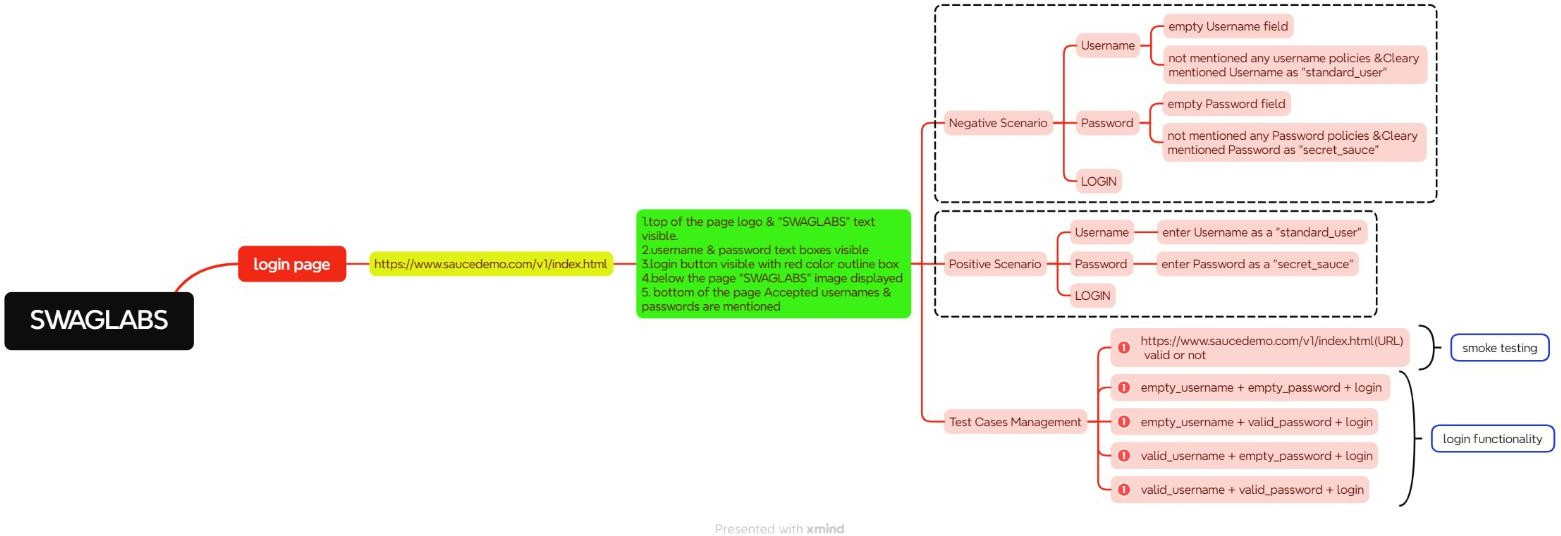 SWAGLABS
login page
https://www.saucedemo.com/v1/index.html
1.top of the page logo & "SWAGLABS" text
visible.
2.username & password text boxes visible
3.login button visible with red color outline box
4.below the page "SWAGLABS" image displayed
5. bottom of the page Accepted usernames &
passwords are mentioned
Negative Scenario
Username
empty Username field
not mentioned any username policies &Cleary
mentioned Username as "standard_user"
Password
empty Password field
not mentioned any Password policies &Cleary
mentioned Password as "secret_sauce"
LOGIN
Positive Scenario
Username
enter Username as a "standard_user"
Password
enter Password as a "secret_sauce"
LOGIN
Test Cases Management
1 https://www.saucedemo.com/v1/index.html(URL)
valid or not
smoke testing
1 empty_username + empty_password + login
1 empty_username + valid_password + login
1 valid_username + empty_password + login
1 valid_username + valid_password + login
login functionality
Presented with xmind